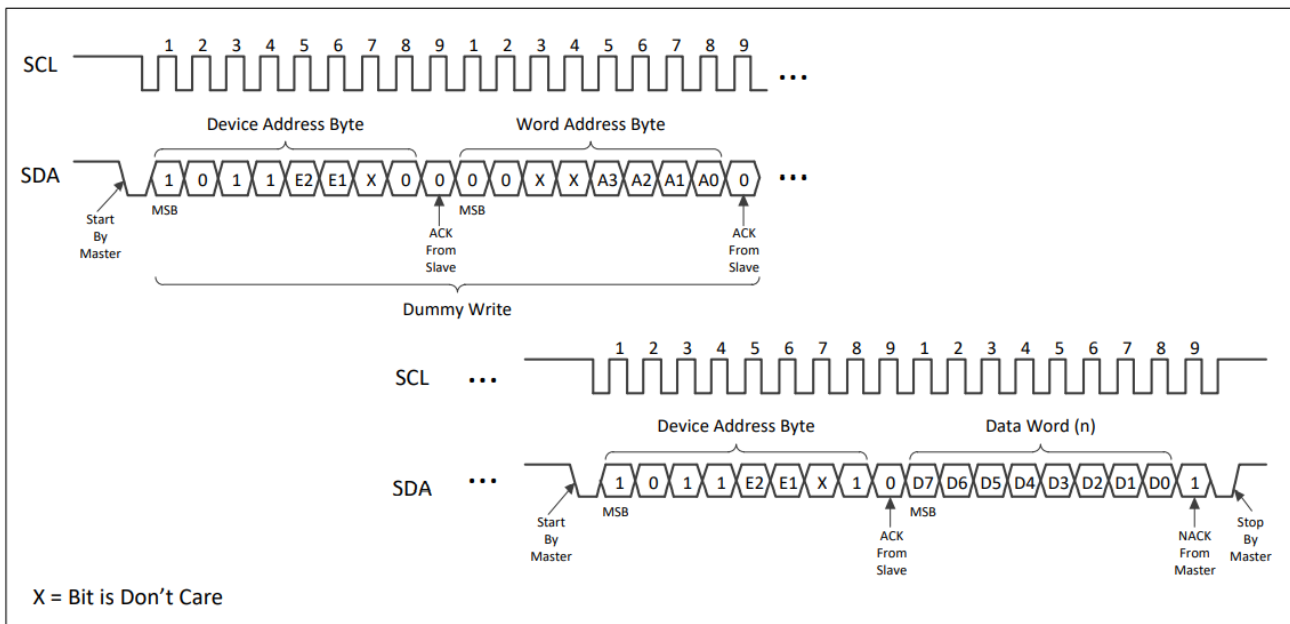 1 2 3 4 5 6 7 8 9 1 2 3 4 5 6 7 8 9
SCL ...
Device Address Byte Word Address Byte
SDA 1 0 1 1 E2 E1 X 0 0 0 0 X X A3 A2 A1 A0 0 ...
MSB MSB
Start
By
Master
ACK
From
Slave
ACK
From
Slave
Dummy Write
1 2 3 4 5 6 7 8 9 1 2 3 4 5 6 7 8 9
SCL ...
Device Address Byte Data Word (n)
SDA ... 1 0 1 1 E2 E1 X 1 0 D7 D6 D5 D4 D3 D2 D1 D0 1
MSB MSB
Start
By
Master
ACK
From
Slave
NACK
From
Master
Stop
By
Master
X = Bit is Don't Care